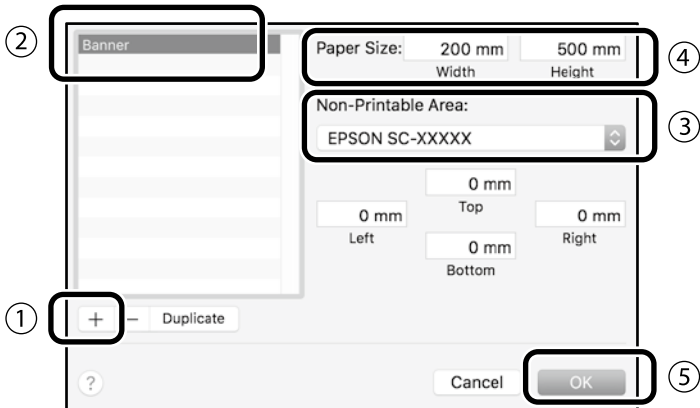 ②
Banner
Paper Size: 200 mm 500 mm
Width Height
④
Non-Printable Area:
EPSON SC-XXXXX
③
0 mm
Top
0 mm 0 mm
Left Right
0 mm
Bottom
①
+ − Duplicate
?
Cancel OK
⑤